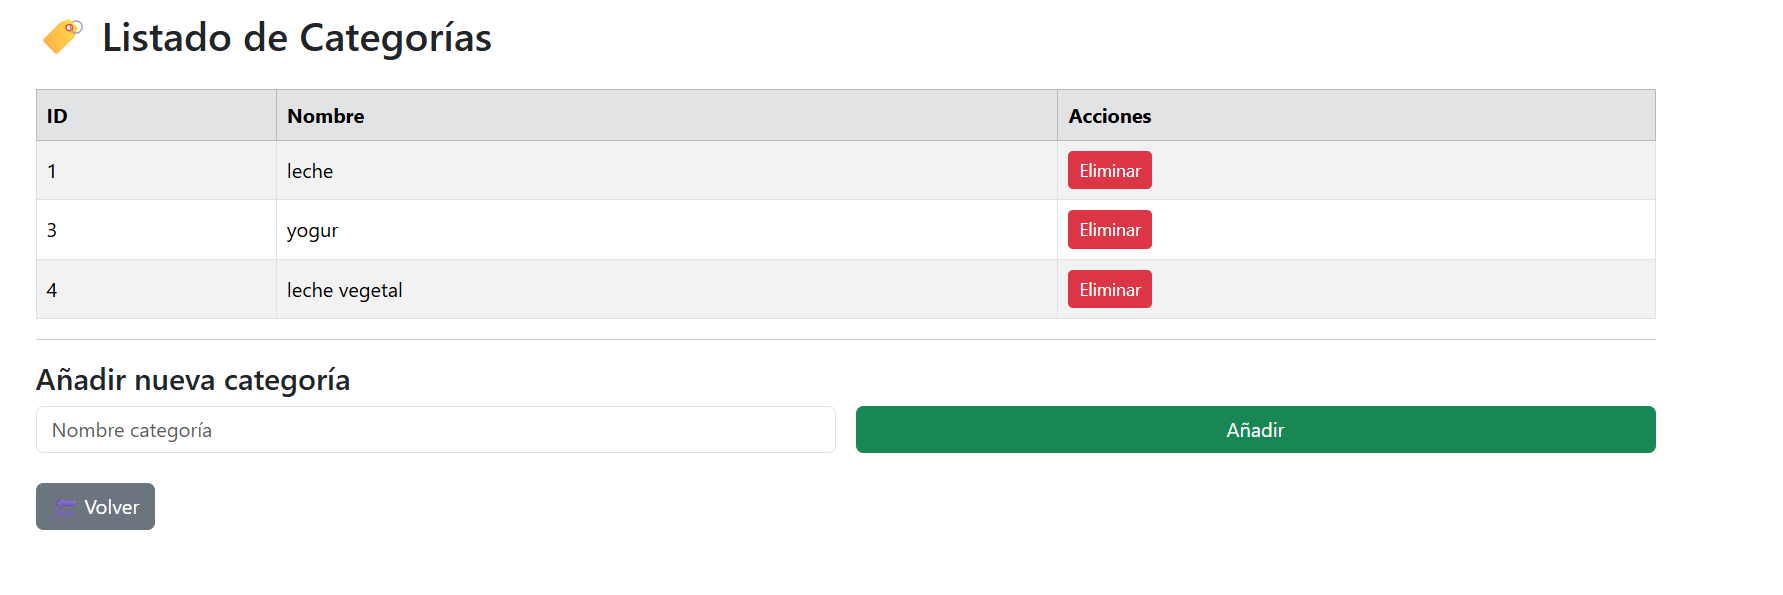 Listado de Categorías
ID Nombre Acciones
1 leche Eliminar
3 yogur Eliminar
4 leche vegetal Eliminar
Añadir nueva categoría
Nombre categoría Añadir
Volver